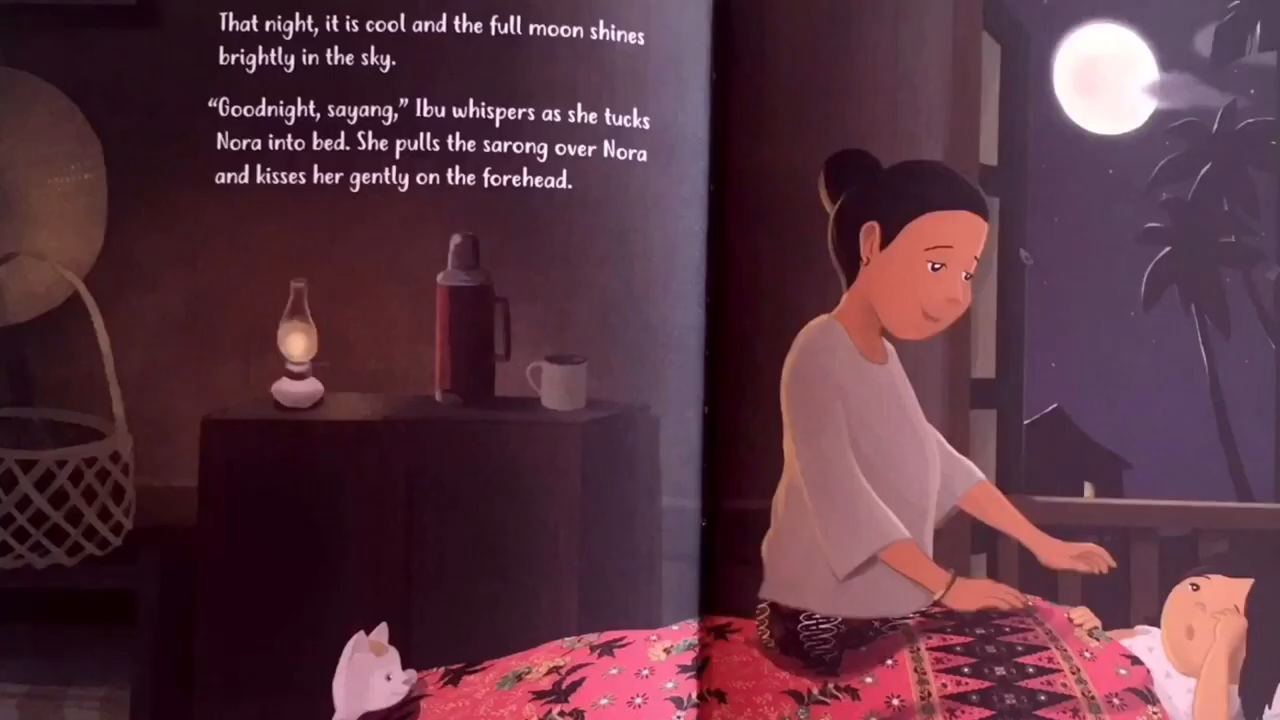 That night, it is cool and the full moon shines
brightly in the sky.
“Goodnight, sayang,” Ibu whispers as she tucks
Nora into bed. She pulls the sarong over Nora
and kisses her gently on the forehead.